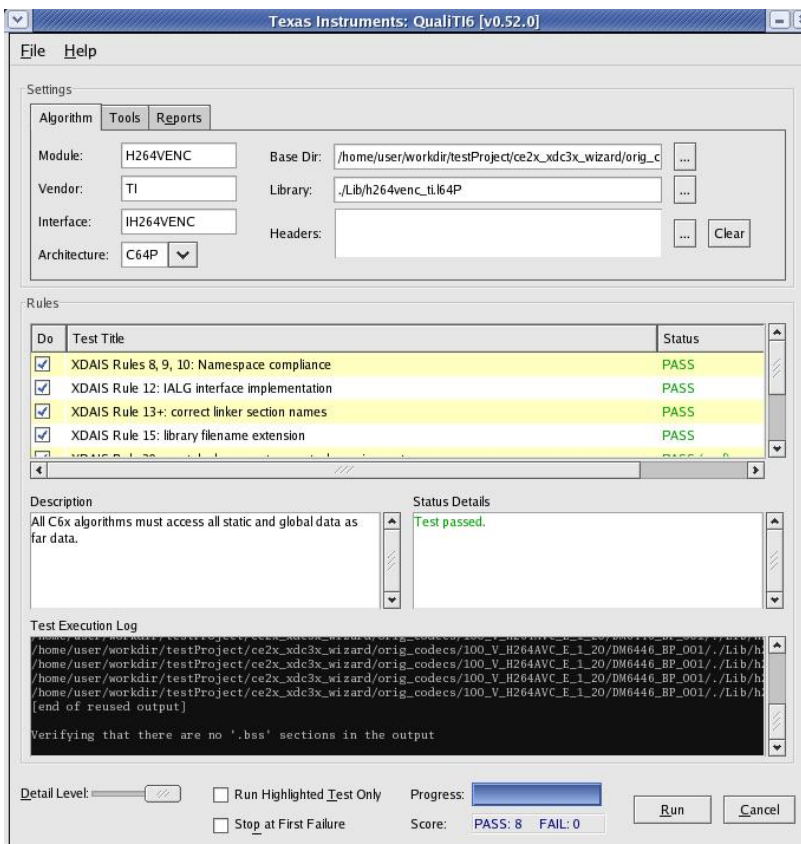 Texas Instruments: QualiTI6 [v0.52.0]
File Help
Settings
Algorithm Tools Reports
Module: H264VENC Base Dir: /home/user/workdir/testProject/ce2x_xdc3x_wizard/orig_c ...
Vendor: TI Library: ./Lib/h264venc_ti.l64P ...
Interface: IH264VENC
Headers: ... Clear
Architecture: C64P
Rules
Do Test Title Status
XDAIS Rules 8, 9, 10: Namespace compliance PASS
XDAIS Rule 12: IALG interface implementation PASS
XDAIS Rule 13+: correct linker section names PASS
XDAIS Rule 15: library filename extension PASS
Description Status Details
All C6x algorithms must access all static and global data as Test passed.
far data.
Test Execution Log
/home/user/workdir/testProject/ce2x_xdc3x_wizard/orig_codecs/100_V_H264AVC_E_1_20/DM6446_BP_001/./Lib/h2
/home/user/workdir/testProject/ce2x_xdc3x_wizard/orig_codecs/100_V_H264AVC_E_1_20/DM6446_BP_001/./Lib/h2
/home/user/workdir/testProject/ce2x_xdc3x_wizard/orig_codecs/100_V_H264AVC_E_1_20/DM6446_BP_001/./Lib/h2
/home/user/workdir/testProject/ce2x_xdc3x_wizard/orig_codecs/100_V_H264AVC_E_1_20/DM6446_BP_001/./Lib/h2
[end of reused output]
Verifying that there are no '.bss' sections in the output
Detail Level: Run Highlighted Test Only Progress:
Run Cancel
Stop at First Failure Score: PASS: 8 FAIL: 0